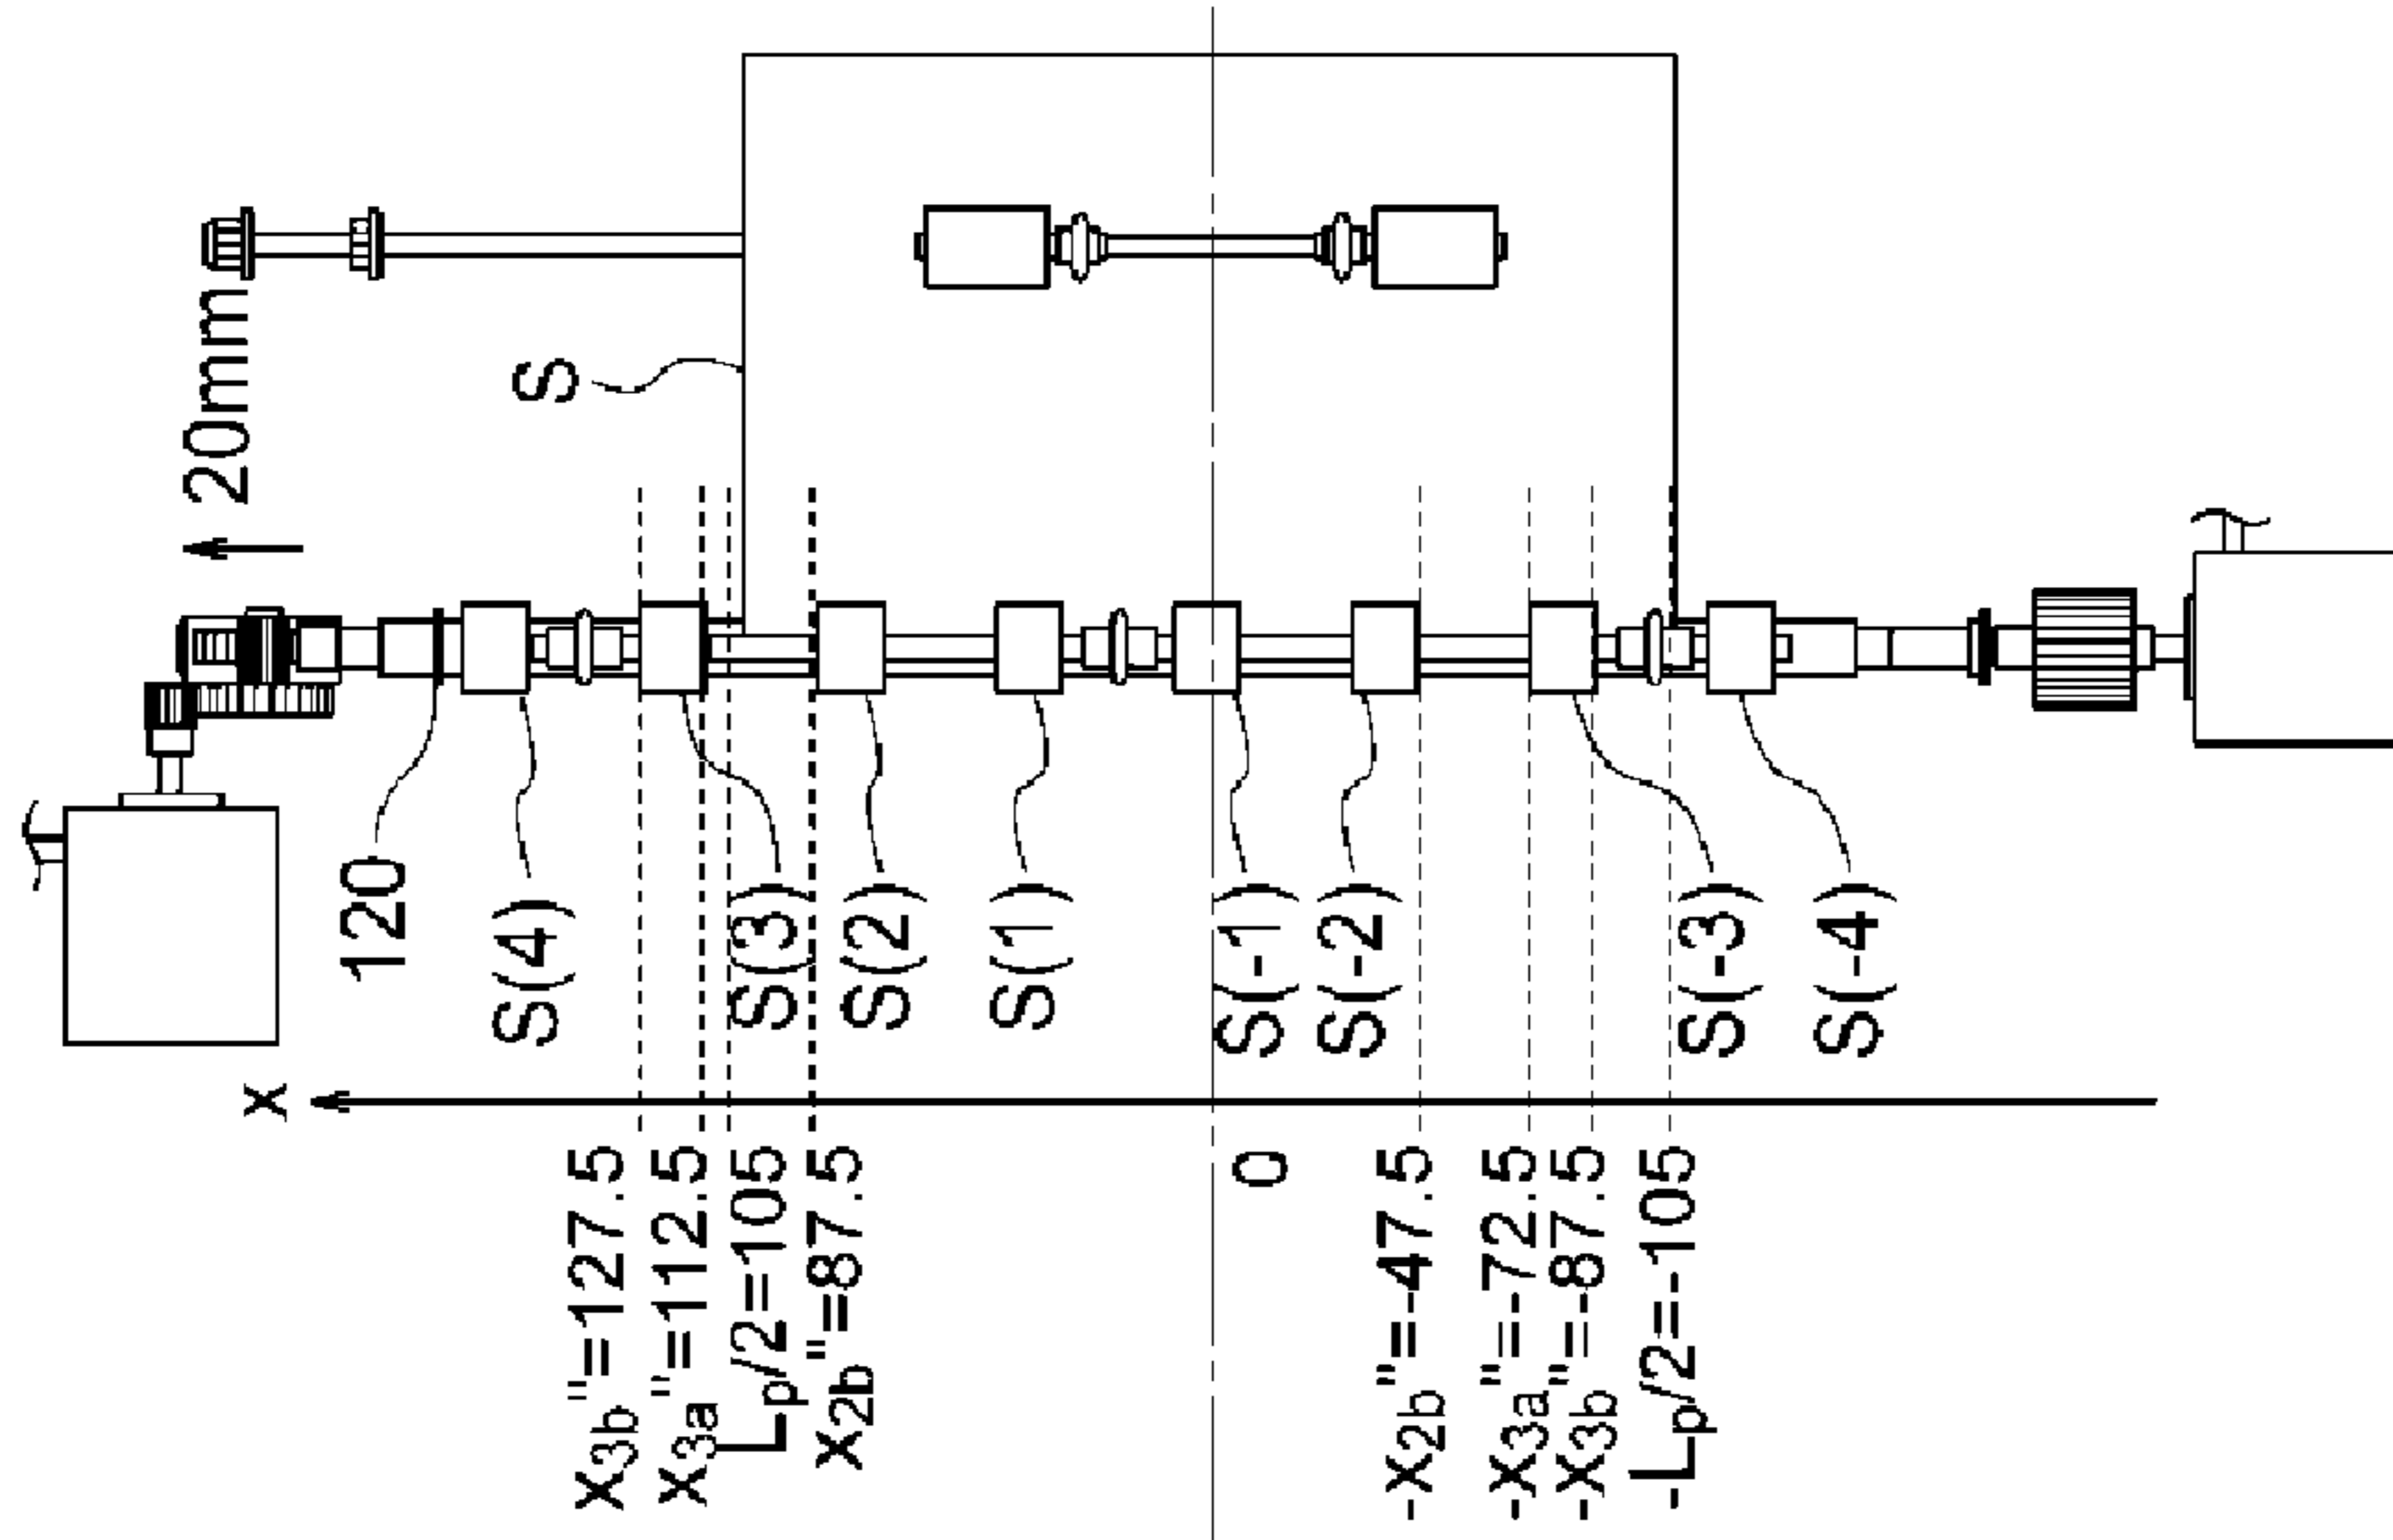 20mm
S
120
S(4)
S(3)
S(2)
S(1)
S(-1)
S(-2)
S(-3)
S(-4)
x
x3b"=127.5
x3a"=112.5
Lp/2=105
x2b"=87.5
0
-x2b"=-47.5
-x3a"=-72.5
-x3b"=-87.5
-Lp/2=-105